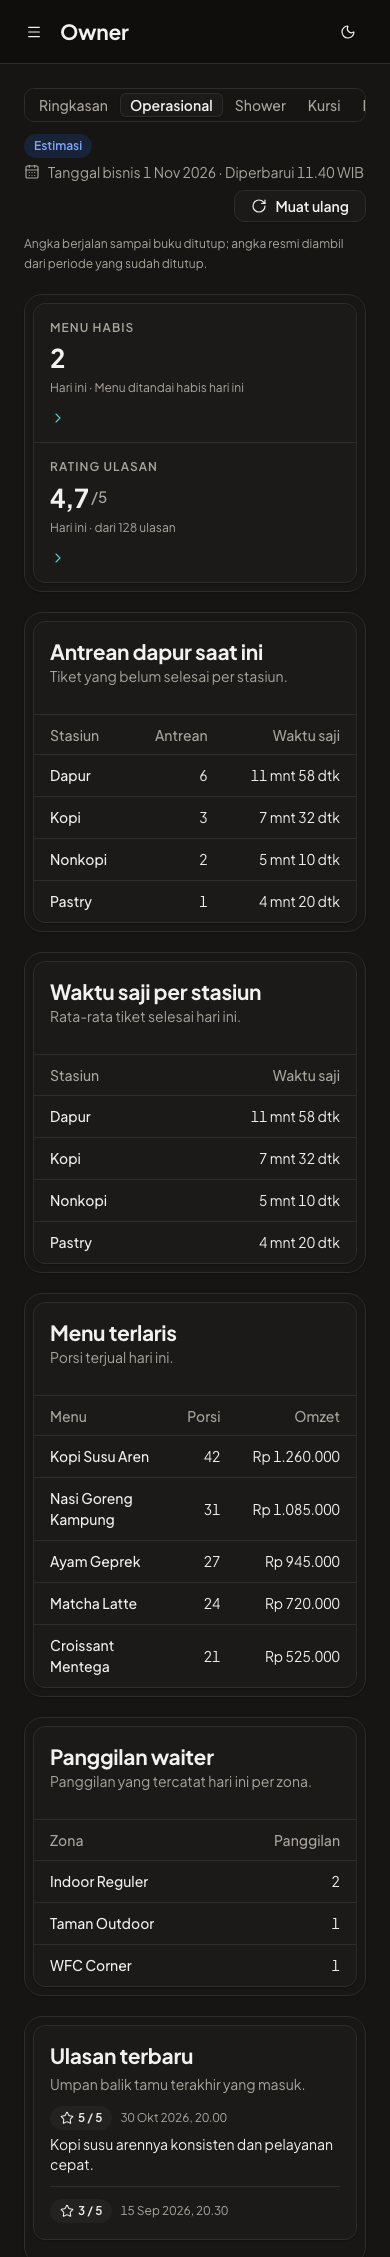 Owner
Ringkasan Operasional Shower Kursi
Estimasi
Tanggal bisnis 1 Nov 2026 · Diperbarui 11.40 WIB
Muat ulang
Angka berjalan sampai buku ditutup; angka resmi diambil
dari periode yang sudah ditutup.
MENU HABIS
2
Hari ini · Menu ditandai habis hari ini
RATING ULASAN
4,7 /5
Hari ini · dari 128 ulasan
Antrean dapur saat ini
Tiket yang belum selesai per stasiun.
Stasiun Antrean Waktu saji
Dapur 6 11 mnt 58 dtk
Kopi 3 7 mnt 32 dtk
Nonkopi 2 5 mnt 10 dtk
Pastry 1 4 mnt 20 dtk
Waktu saji per stasiun
Rata-rata tiket selesai hari ini.
Stasiun Waktu saji
Dapur 11 mnt 58 dtk
Kopi 7 mnt 32 dtk
Nonkopi 5 mnt 10 dtk
Pastry 4 mnt 20 dtk
Menu terlaris
Porsi terjual hari ini.
Menu Porsi Omzet
Kopi Susu Aren 42 Rp 1.260.000
Nasi Goreng
Kampung 31 Rp 1.085.000
Ayam Geprek 27 Rp 945.000
Matcha Latte 24 Rp 720.000
Croissant
Mentega 21 Rp 525.000
Panggilan waiter
Panggilan yang tercatat hari ini per zona.
Zona Panggilan
Indoor Reguler 2
Taman Outdoor 1
WFC Corner 1
Ulasan terbaru
Umpan balik tamu terakhir yang masuk.
5 / 5 30 Okt 2026, 20.00
Kopi susu arennya konsisten dan pelayanan
cepat.
3 / 5 15 Sep 2026, 20.30